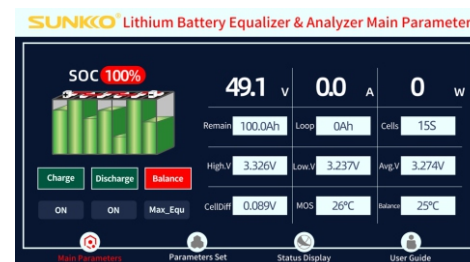 SUNKKO® Lithium Battery Equalizer & Analyzer Main Parameter
SOC 100%
49.1 V 0.0 A 0 W
Remain 100.0Ah Loop 0Ah Cells 15S
High.V 3.326V Low.V 3.237V Avg.V 3.274V
Charge Discharge Balance
CellDiff 0.089V MOS 26°C Balance 25°C
ON ON Max_Equ
Main Parameters Parameters Set Status Display User Guide